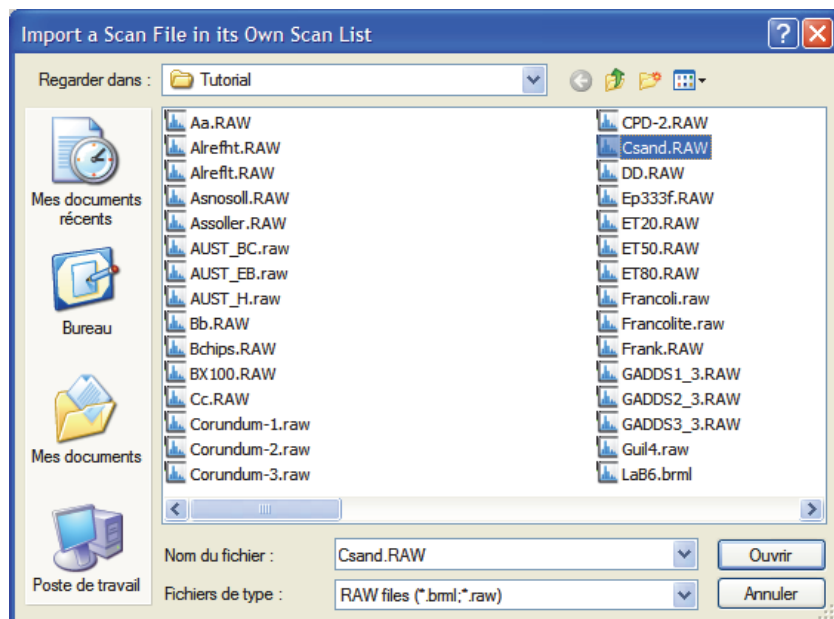 Import a Scan File in its Own Scan List
Regarder dans :
Tutorial
Mes documents
récents
Bureau
Mes documents
Poste de travail
Aa.RAW
Alrefht.RAW
Alreflt.RAW
Asnosoll.RAW
Assoller.RAW
AUST_BC.raw
AUST_EB.raw
AUST_H.raw
Bb.RAW
Bchips.RAW
BX100.RAW
Cc.RAW
Corundum-1.raw
Corundum-2.raw
Corundum-3.raw
CPD-2.RAW
Csand.RAW
DD.RAW
Ep333f.RAW
ET20.RAW
ET50.RAW
ET80.RAW
Francoli.raw
Francolite.raw
Frank.RAW
GADDS1_3.RAW
GADDS2_3.RAW
GADDS3_3.RAW
Guil4.raw
LaB6.brml
Nom du fichier :
Csand.RAW
Ouvrir
Fichiers de type :
RAW files (*.brml;*.raw)
Annuler